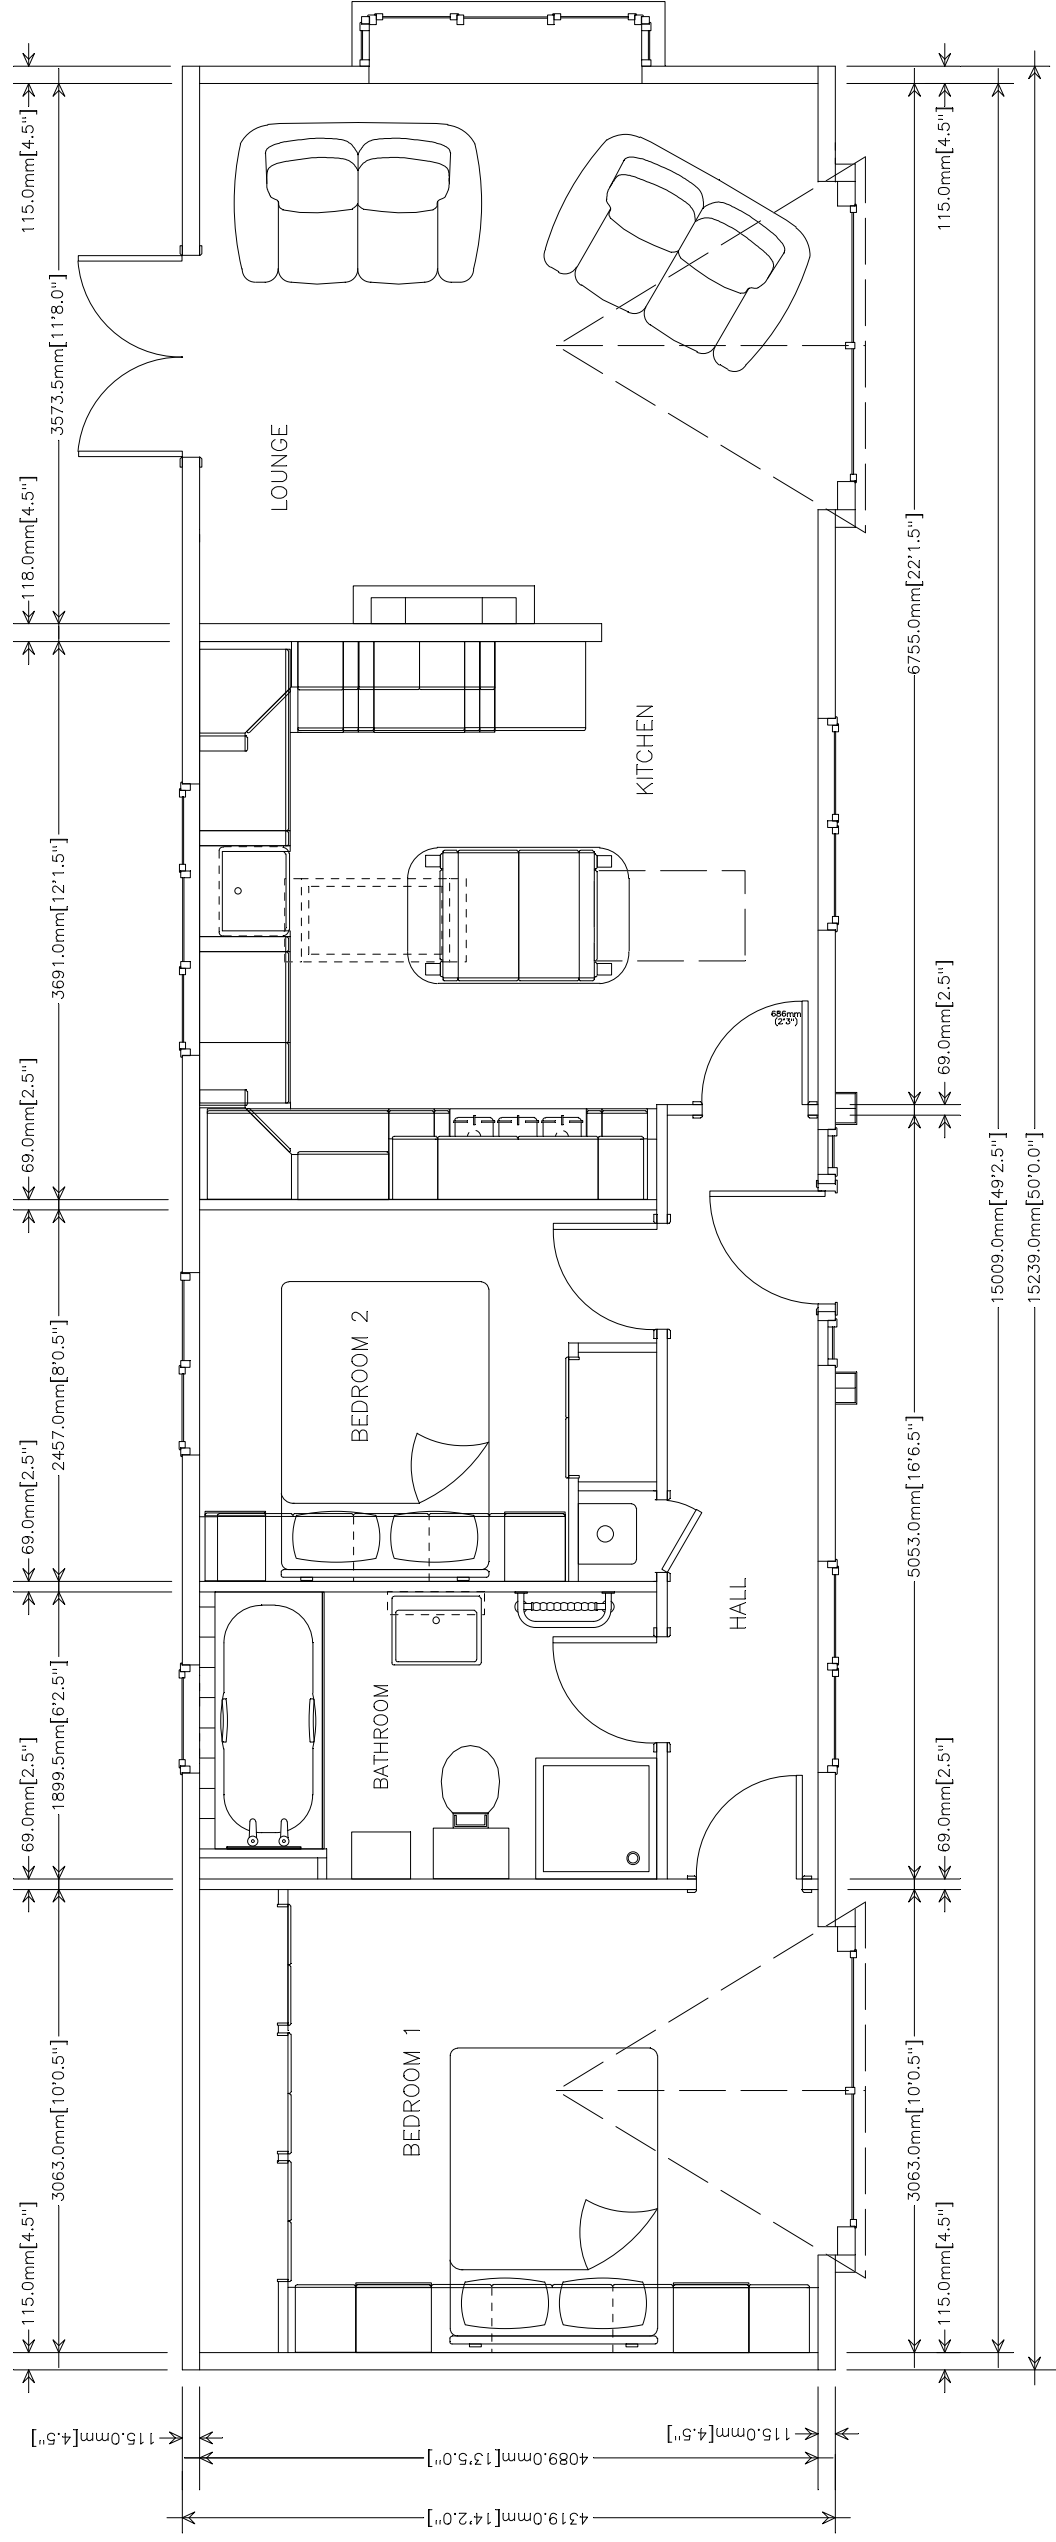 115.0mm[4.5"]
3573.5mm[11'8.0"]
118.0mm[4.5"]
3691.0mm[12'1.5"]
69.0mm[2.5"]
2457.0mm[8'0.5"]
69.0mm[2.5"]
1899.5mm[6'2.5"]
69.0mm[2.5"]
3063.0mm[10'0.5"]
115.0mm[4.5"]
LOUNGE
KITCHEN
686mm
(2'3")
BEDROOM 2
HALL
BATHROOM
BEDROOM 1
115.0mm[4.5"]
6755.0mm[22'1.5"]
69.0mm[2.5"]
5053.0mm[16'6.5"]
69.0mm[2.5"]
3063.0mm[10'0.5"]
115.0mm[4.5"]
15009.0mm[49'2.5"]
15239.0mm[50'0.0"]
115.0mm[4.5"]
115.0mm[4.5"]
4089.0mm[13'5.0"]
4319.0mm[14'2.0"]